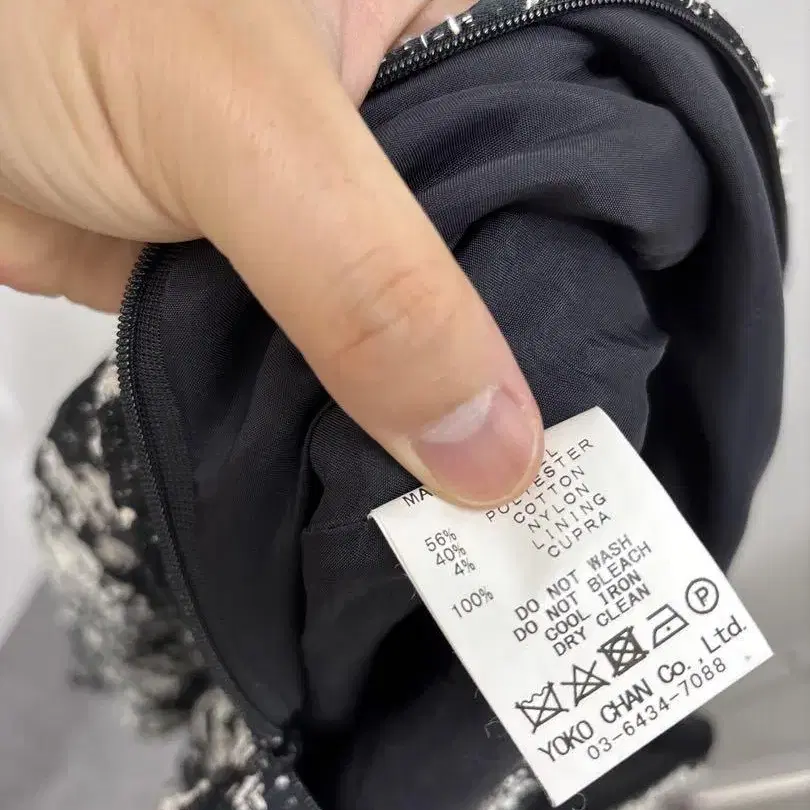 56% POLYESTER
40% COTTON
4% NYLON
LINING
100% CUPRA
DO NOT WASH
DO NOT BLEACH
COOL IRON
DRY CLEAN
P
YOKO CHAN Co., Ltd.
03-6434-7088